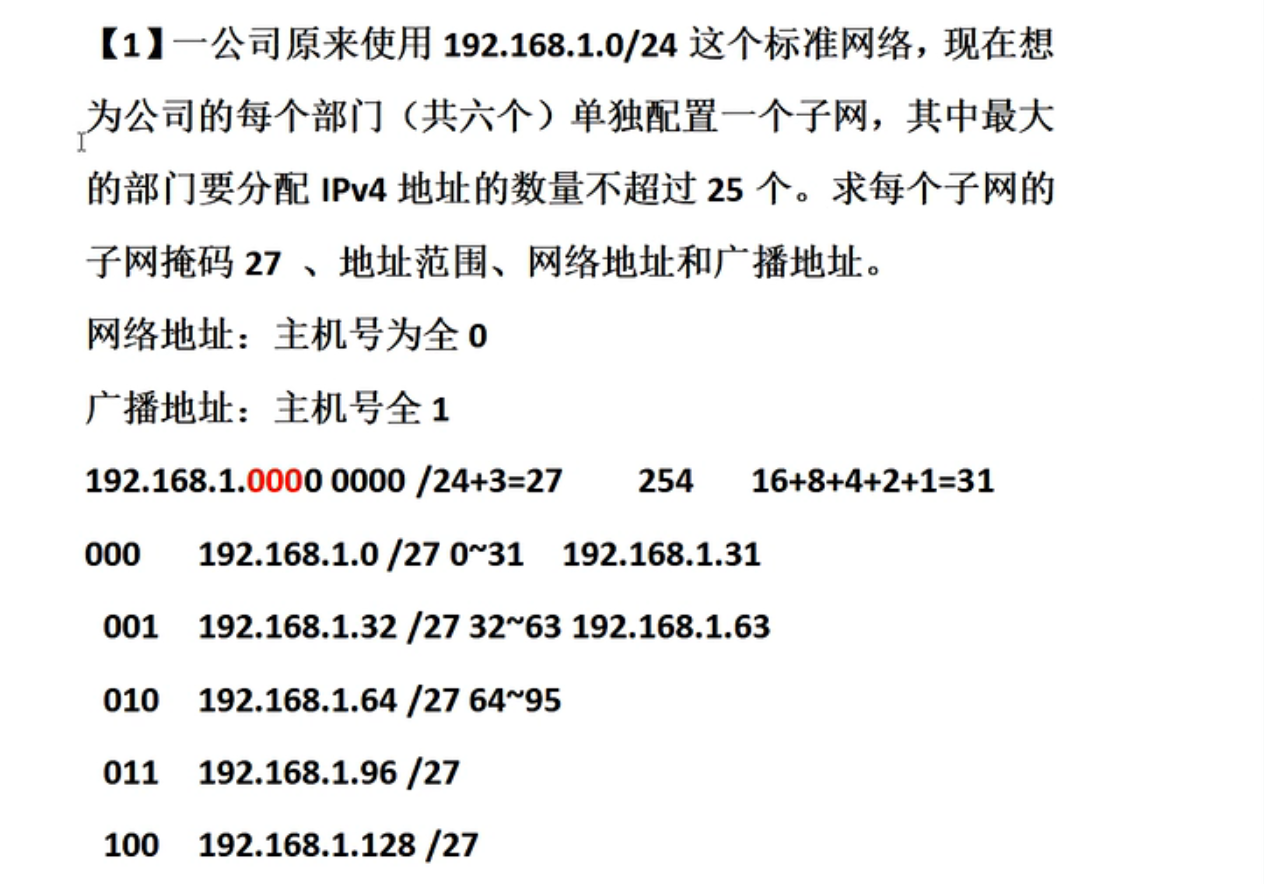 【1】一公司原来使用 192.168.1.0/24 这个标准网络，现在想
为公司的每个部门（共六个）单独配置一个子网，其中最大
的部门要分配 IPv4 地址的数量不超过 25 个。求每个子网的
子网掩码 27 、地址范围、网络地址和广播地址。
网络地址：主机号为全 0
广播地址：主机号全 1
192.168.1.0000 0000 /24+3=27 254 16+8+4+2+1=31
000 192.168.1.0 /27 0~31 192.168.1.31
001 192.168.1.32 /27 32~63 192.168.1.63
010 192.168.1.64 /27 64~95
011 192.168.1.96 /27
100 192.168.1.128 /27